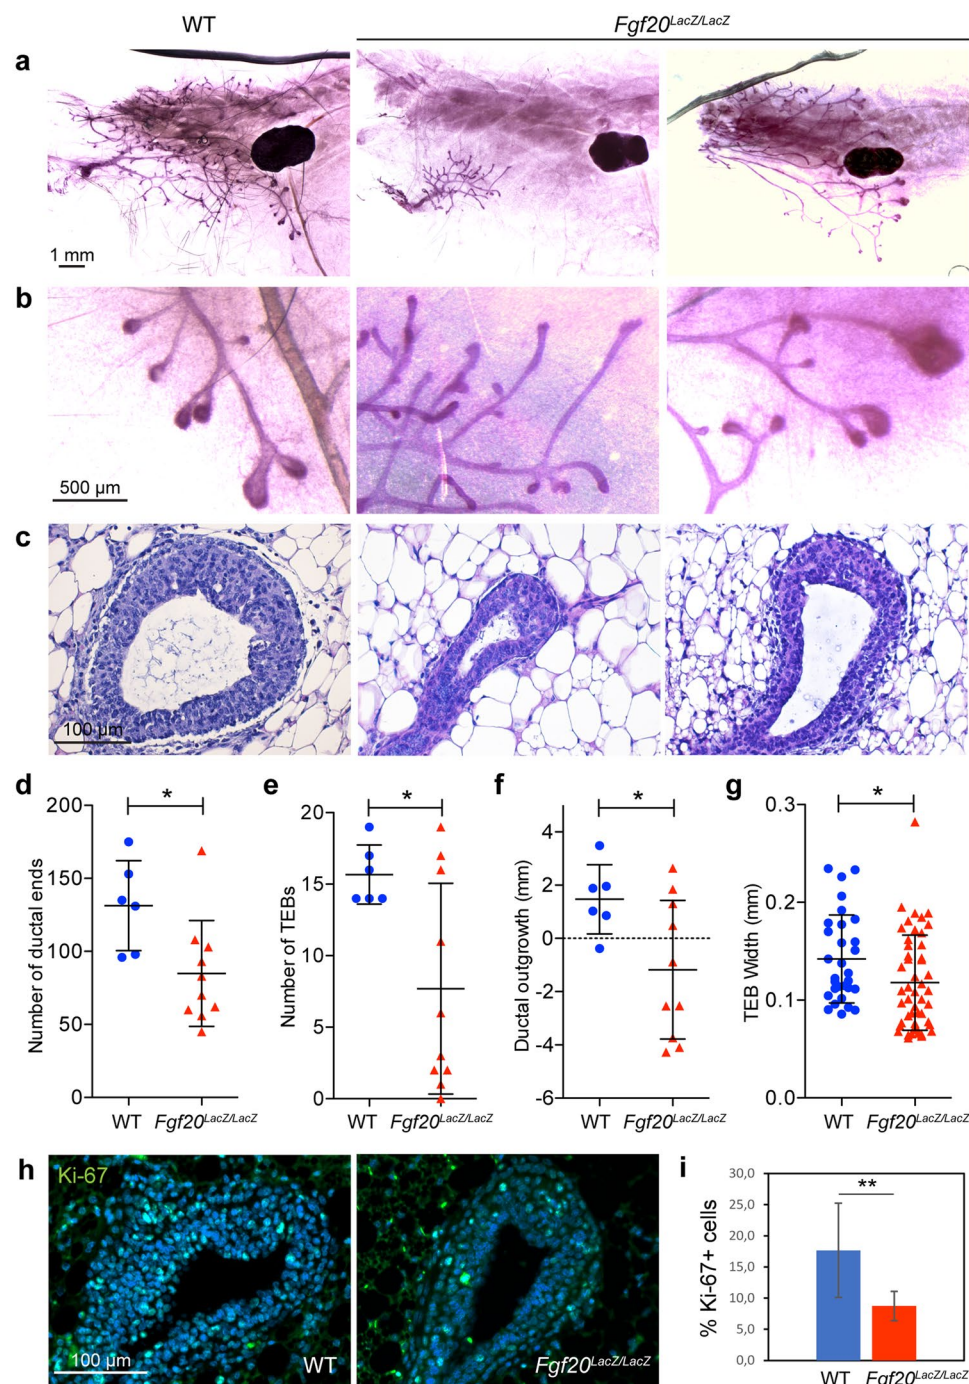 WT
Fgf20LacZ/LacZ
a
1 mm
b
500 µm
c
100 µm
d
*
Number of ductal ends
200
150
100
50
0
WT Fgf20LacZ/LacZ
e
*
Number of TEBs
20
15
10
5
0
WT Fgf20LacZ/LacZ
f
*
Ductal outgrowth (mm)
4
2
0
-2
-4
-6
WT Fgf20LacZ/LacZ
g
*
TEB Width (mm)
0.3
0.2
0.1
0.0
WT Fgf20LacZ/LacZ
h
Ki-67
100 µm
WT
Fgf20LacZ/LacZ
i
**
% Ki-67+ cells
30,0
25,0
20,0
15,0
10,0
5,0
0,0
WT Fgf20LacZ/LacZ